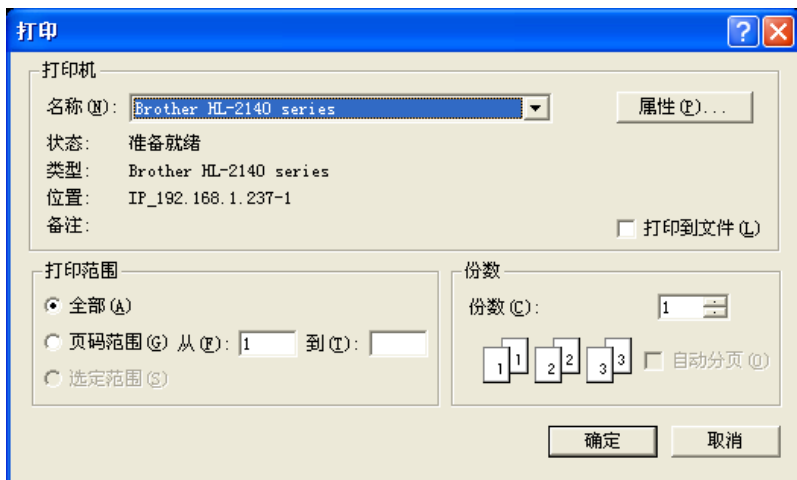 打印
打印机
名称(N): Brother HL-2140 series 属性(P)...
状态: 准备就绪
类型: Brother HL-2140 series
位置: IP_192.168.1.237-1
备注: 打印到文件(L)
打印范围
全部(A)
页码范围(G) 从(F): 1 到(T):
选定范围(S)
份数
份数(C): 1
1 1 2 2 3 3 自动分页(O)
确定 取消